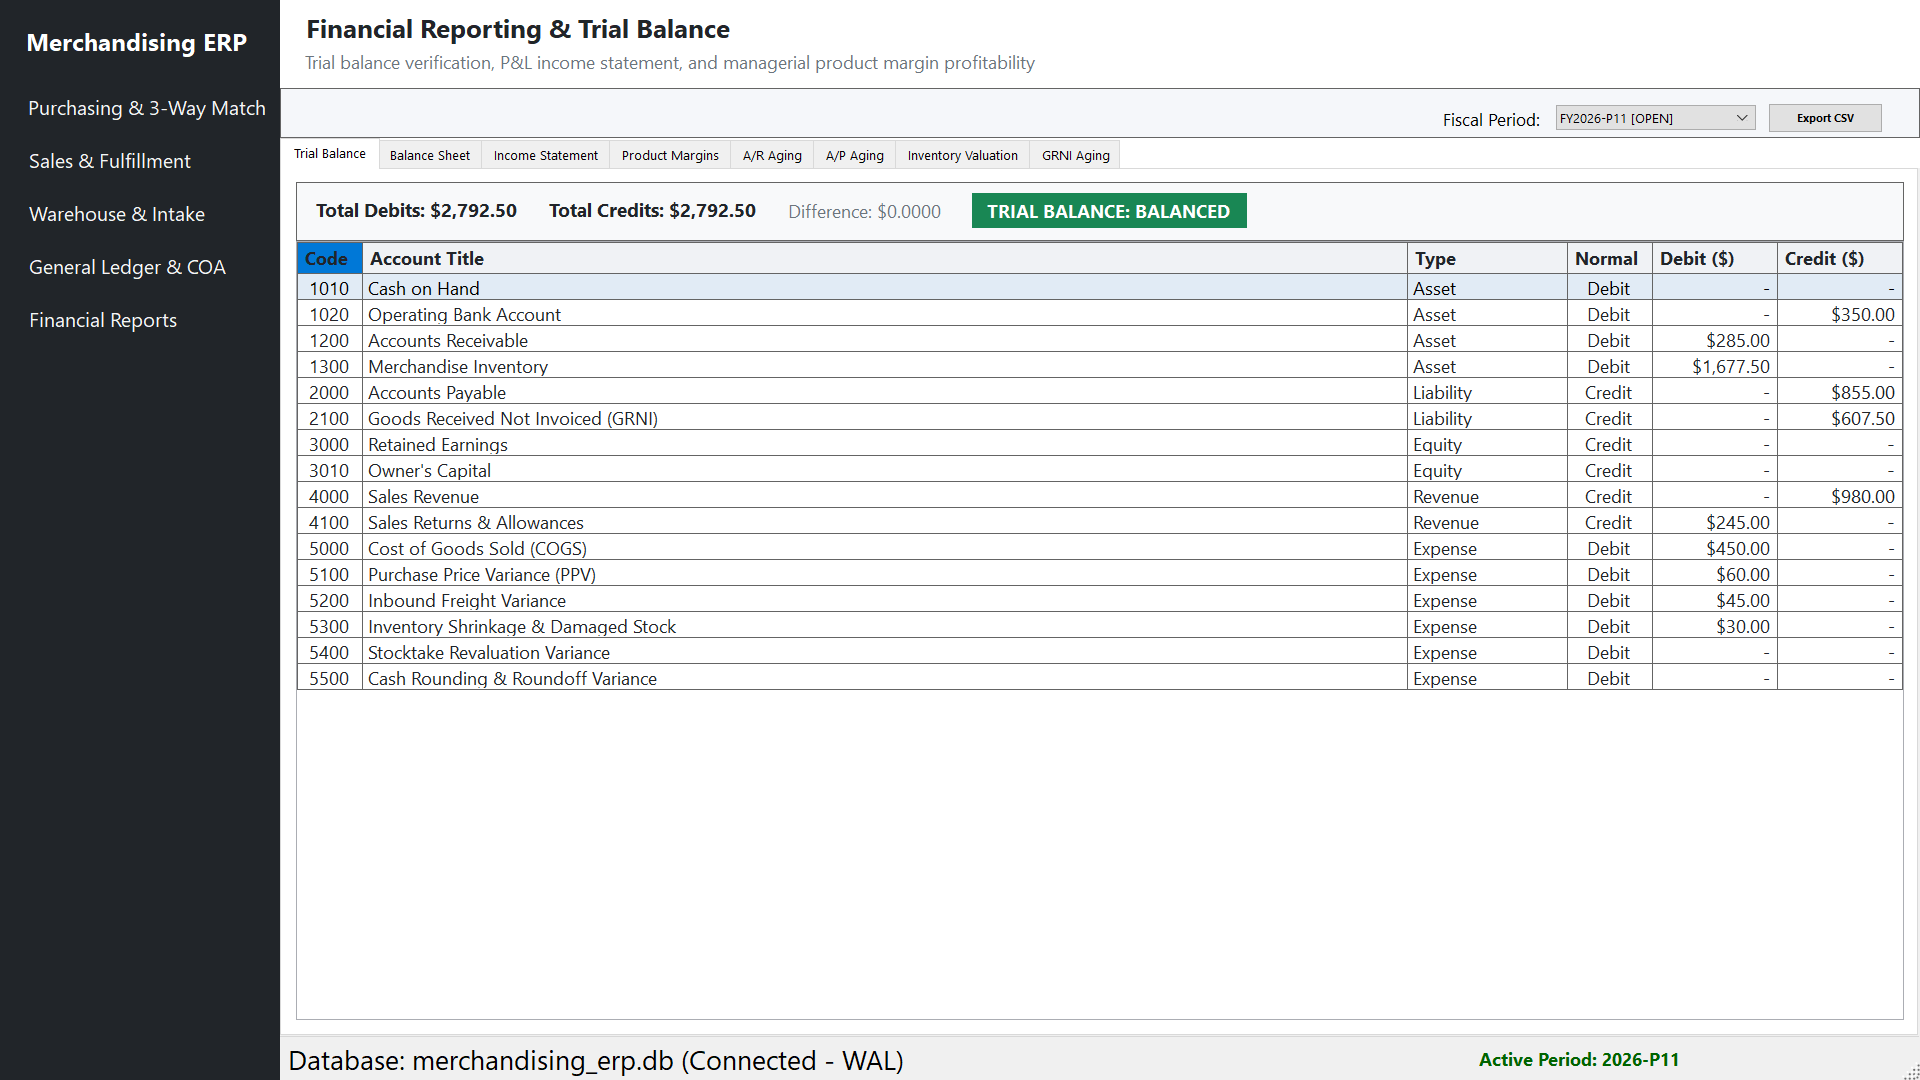 Merchandising ERP
Purchasing & 3-Way Match
Sales & Fulfillment
Warehouse & Intake
General Ledger & COA
Financial Reports
Financial Reporting & Trial Balance
Trial balance verification, P&L income statement, and managerial product margin profitability
Fiscal Period: FY2026-P11 [OPEN] Export CSV
Trial Balance Balance Sheet Income Statement Product Margins A/R Aging A/P Aging Inventory Valuation GRNI Aging
Total Debits: $2,792.50 Total Credits: $2,792.50 Difference: $0.0000 TRIAL BALANCE: BALANCED
Code Account Title Type Normal Debit ($) Credit ($)
1010 Cash on Hand Asset Debit - -
1020 Operating Bank Account Asset Debit - $350.00
1200 Accounts Receivable Asset Debit $285.00 -
1300 Merchandise Inventory Asset Debit $1,677.50 -
2000 Accounts Payable Liability Credit - $855.00
2100 Goods Received Not Invoiced (GRNI) Liability Credit - $607.50
3000 Retained Earnings Equity Credit - -
3010 Owner's Capital Equity Credit - -
4000 Sales Revenue Revenue Credit - $980.00
4100 Sales Returns & Allowances Revenue Credit $245.00 -
5000 Cost of Goods Sold (COGS) Expense Debit $450.00 -
5100 Purchase Price Variance (PPV) Expense Debit $60.00 -
5200 Inbound Freight Variance Expense Debit $45.00 -
5300 Inventory Shrinkage & Damaged Stock Expense Debit $30.00 -
5400 Stocktake Revaluation Variance Expense Debit - -
5500 Cash Rounding & Roundoff Variance Expense Debit - -
Database: merchandising_erp.db (Connected - WAL)
Active Period: 2026-P11